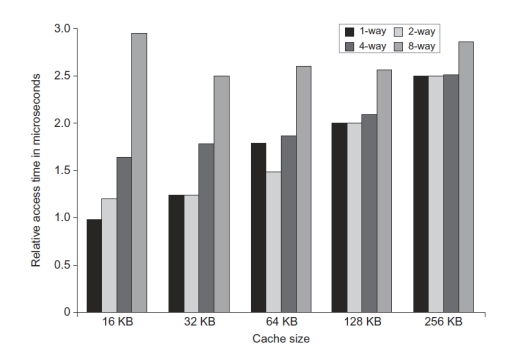 3.0
2.5
2.0
1.5
1.0
0.5
0
Relative access time in microseconds
1-way 2-way
4-way 8-way
16 KB 32 KB 64 KB 128 KB 256 KB
Cache size